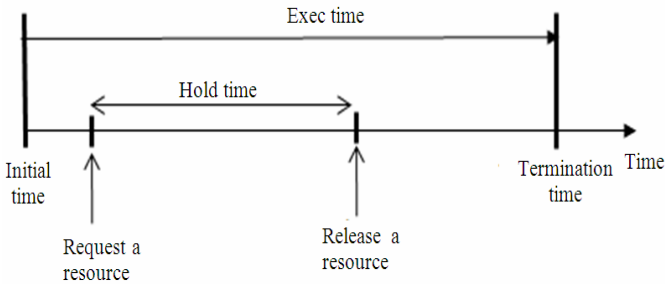 Exec time
Hold time
Initial
time
Termination
time
Time
Request a
resource
Release a
resource